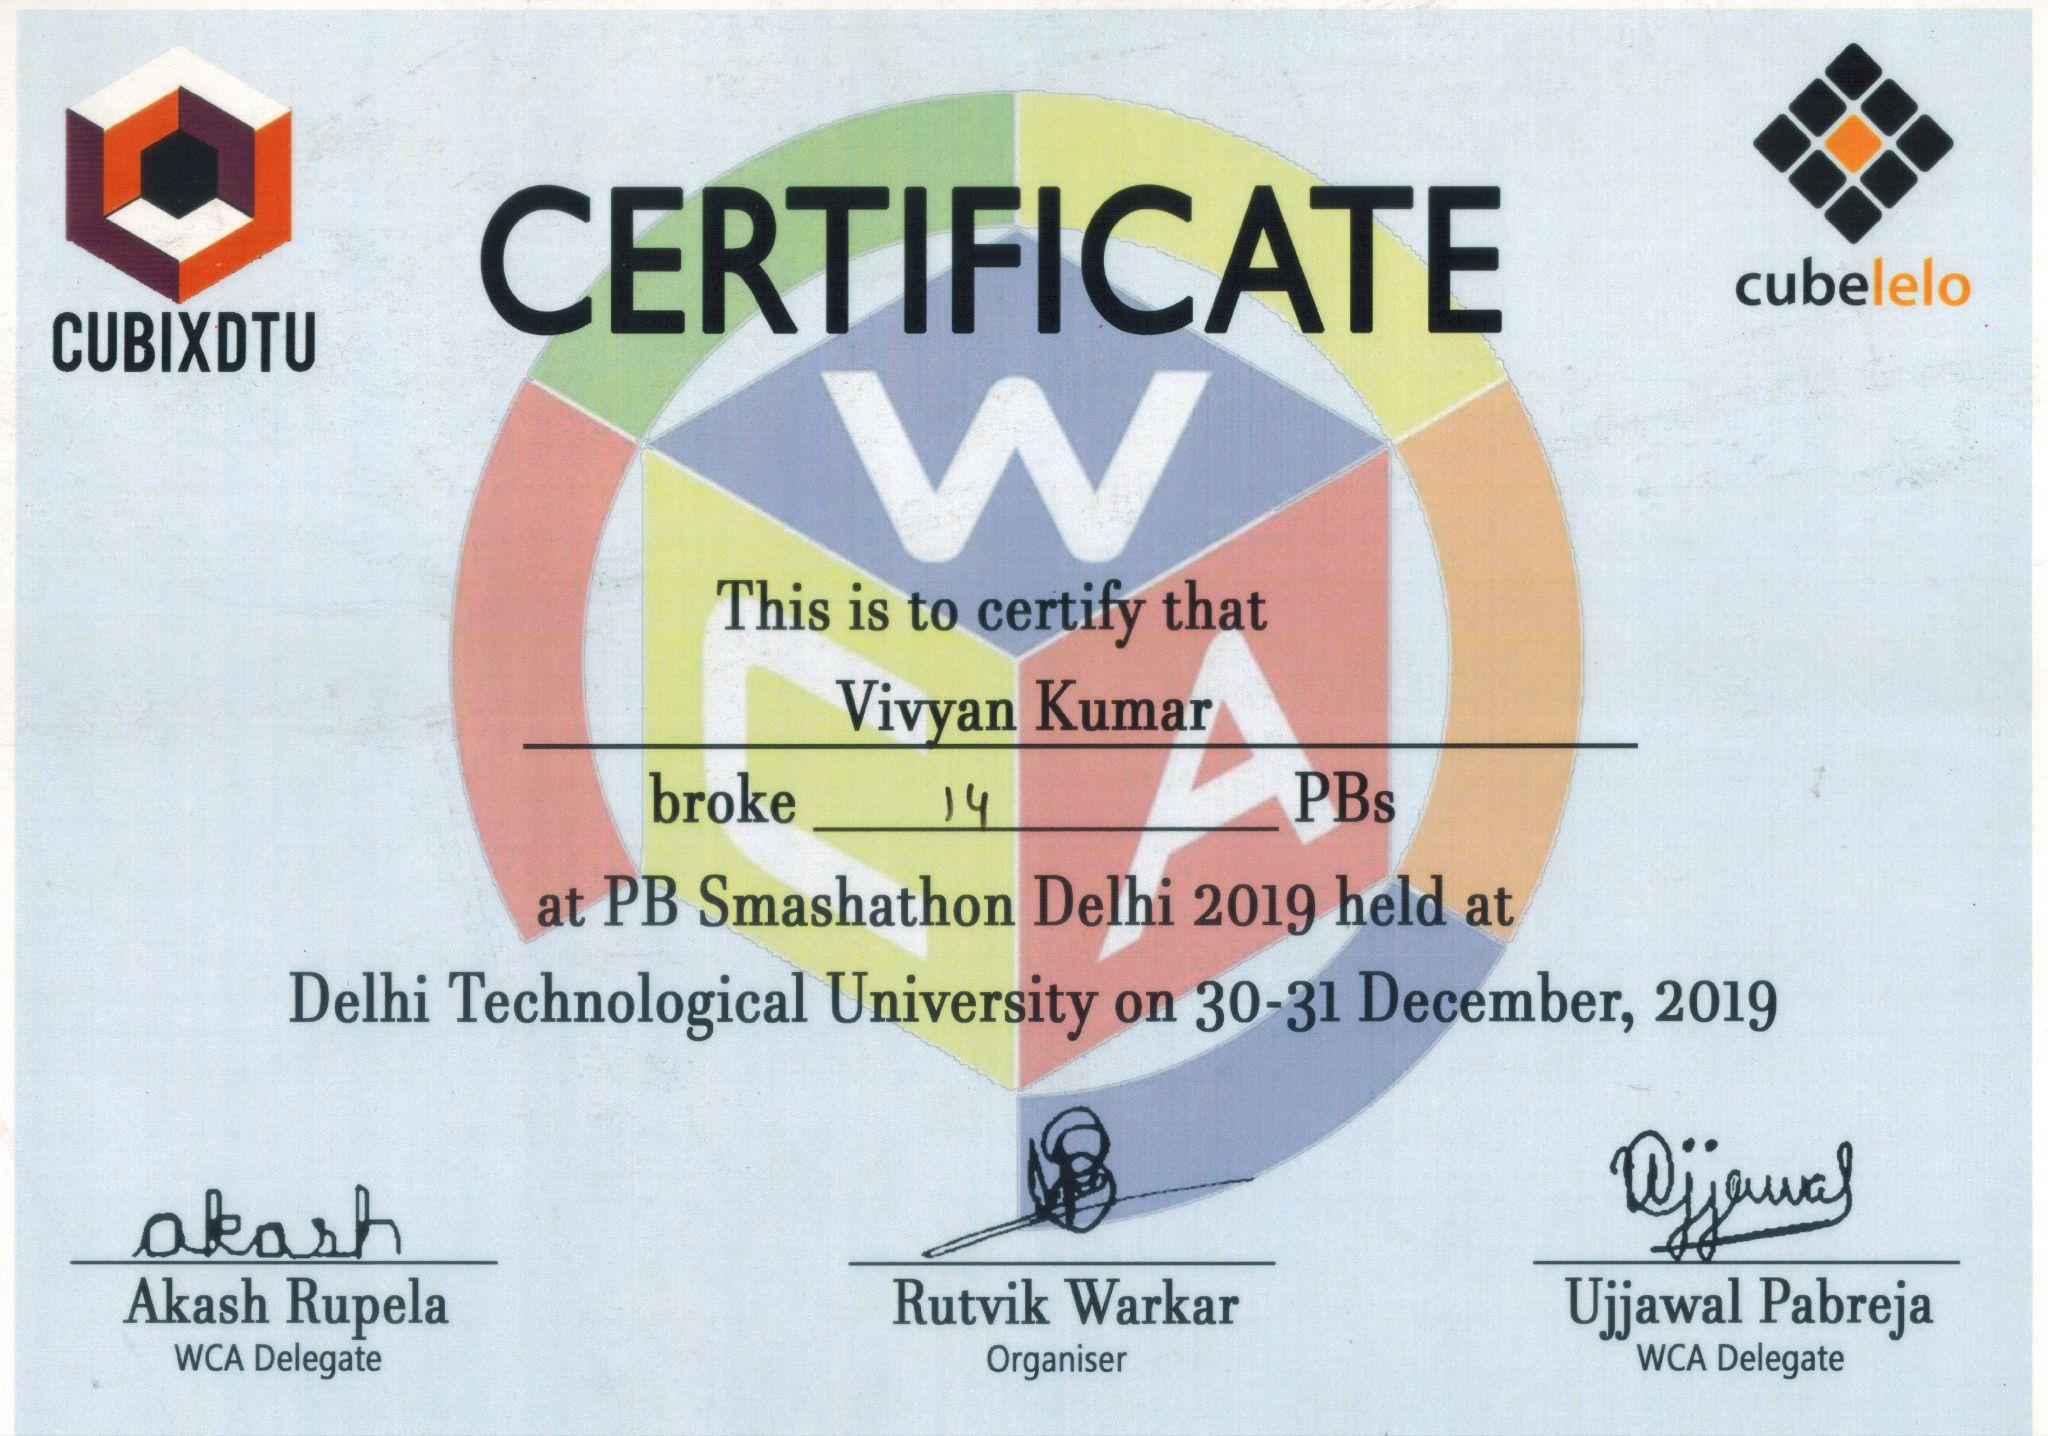 CUBIXDTU
cubelelo
CERTIFICATE
W
C
A
This is to certify that
Vivyan Kumar
broke 14 PBs
at PB Smashathon Delhi 2019 held at
Delhi Technological University on 30-31 December, 2019
akash
Ujjawal
Akash Rupela
WCA Delegate
Rutvik Warkar
Organiser
Ujjawal Pabreja
WCA Delegate